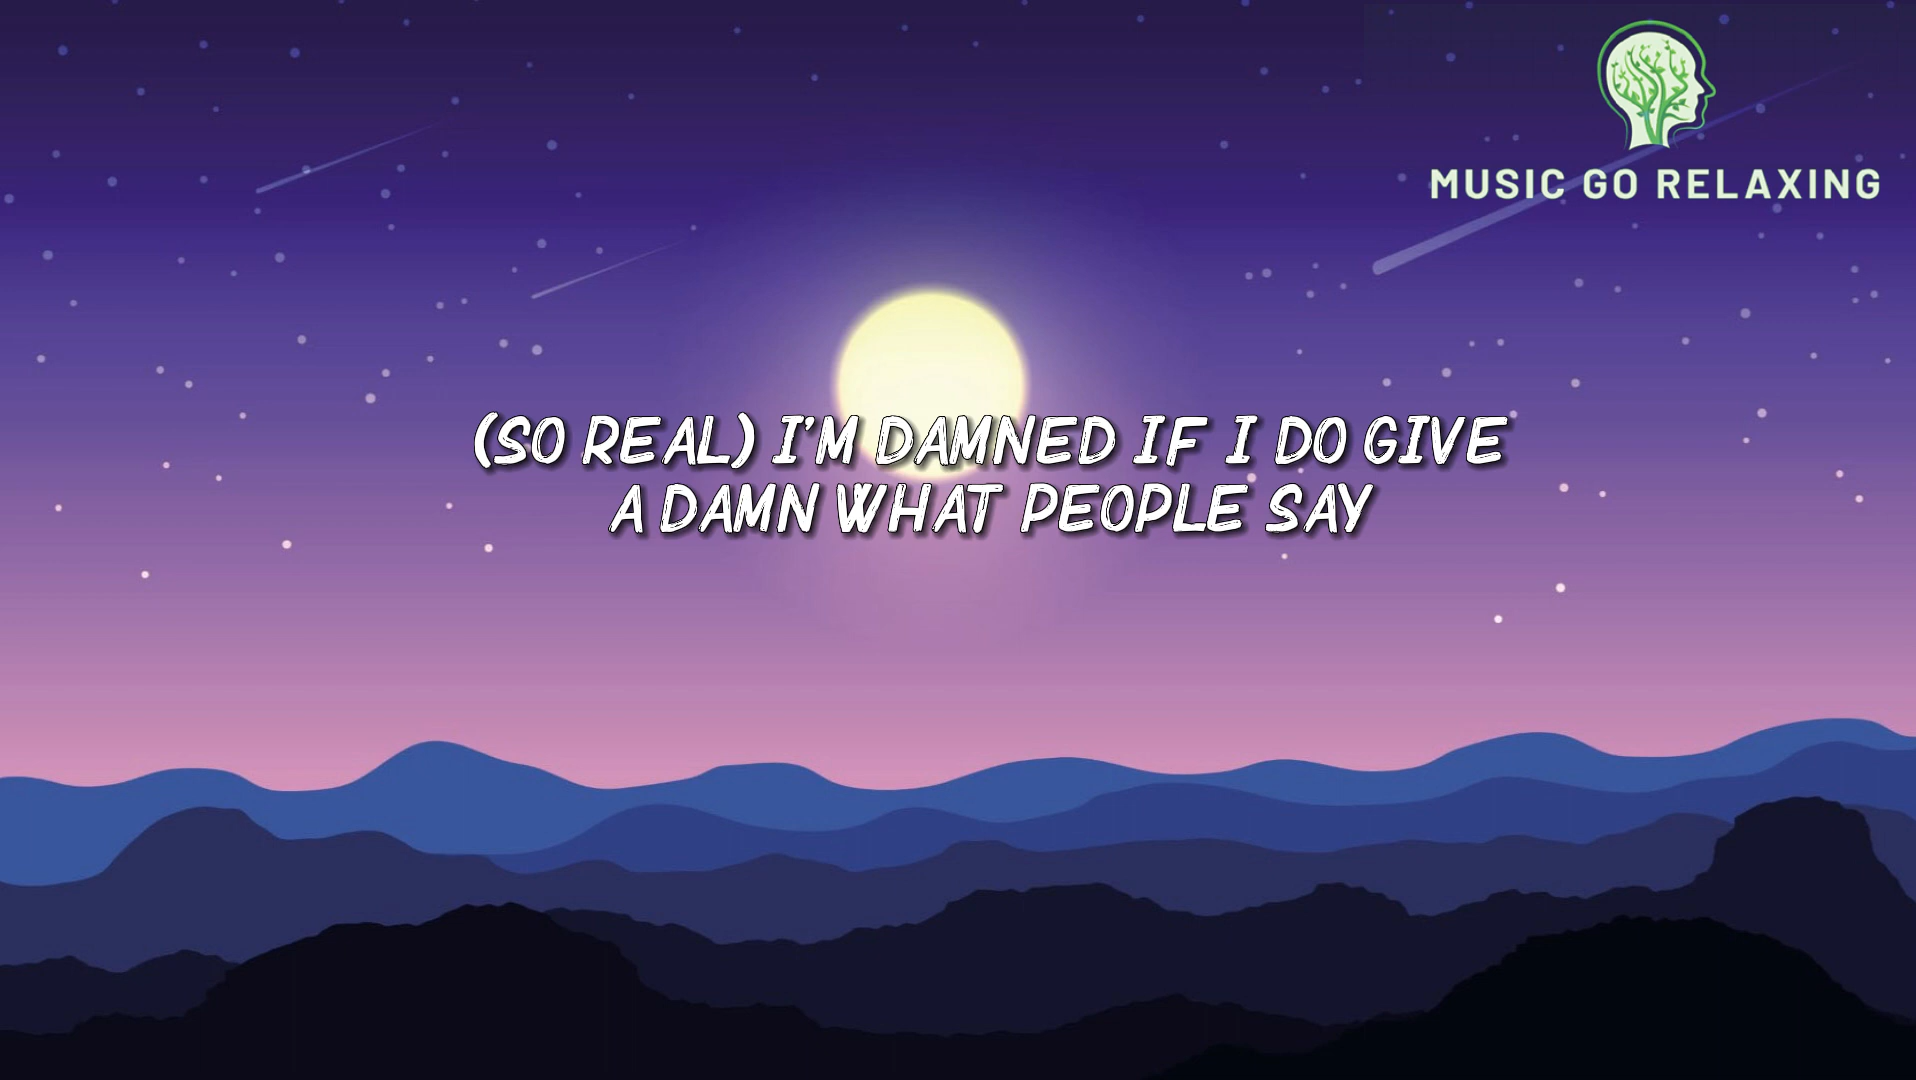 MUSIC GO RELAXING
(SO REAL) I'M DAMNED IF I DO GIVE
A DAMN WHAT PEOPLE SAY